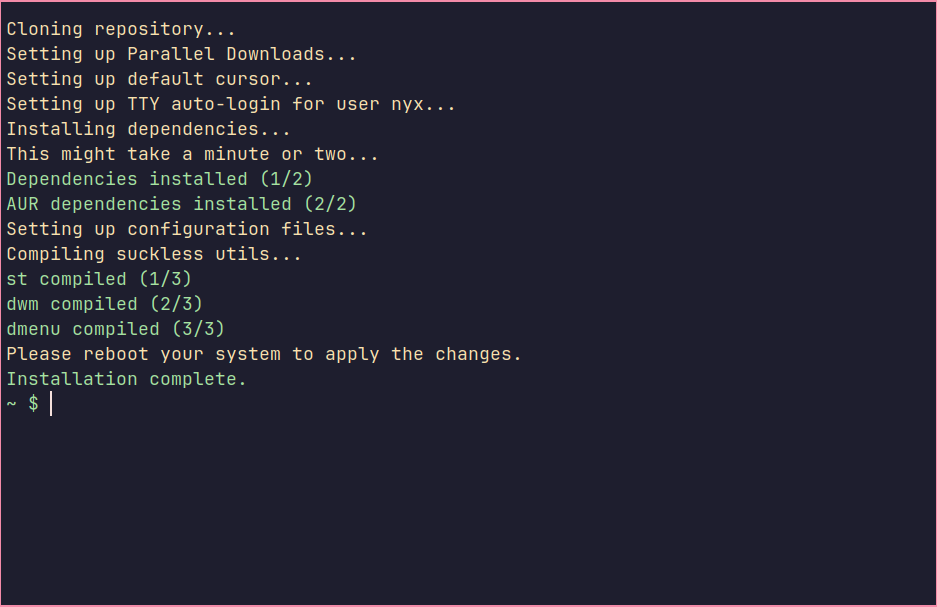 Cloning repository...
Setting up Parallel Downloads...
Setting up default cursor...
Setting up TTY auto-login for user nyx...
Installing dependencies...
This might take a minute or two...
Dependencies installed (1/2)
AUR dependencies installed (2/2)
Setting up configuration files...
Compiling suckless utils...
st compiled (1/3)
dwm compiled (2/3)
dmenu compiled (3/3)
Please reboot your system to apply the changes.
Installation complete.
~ $